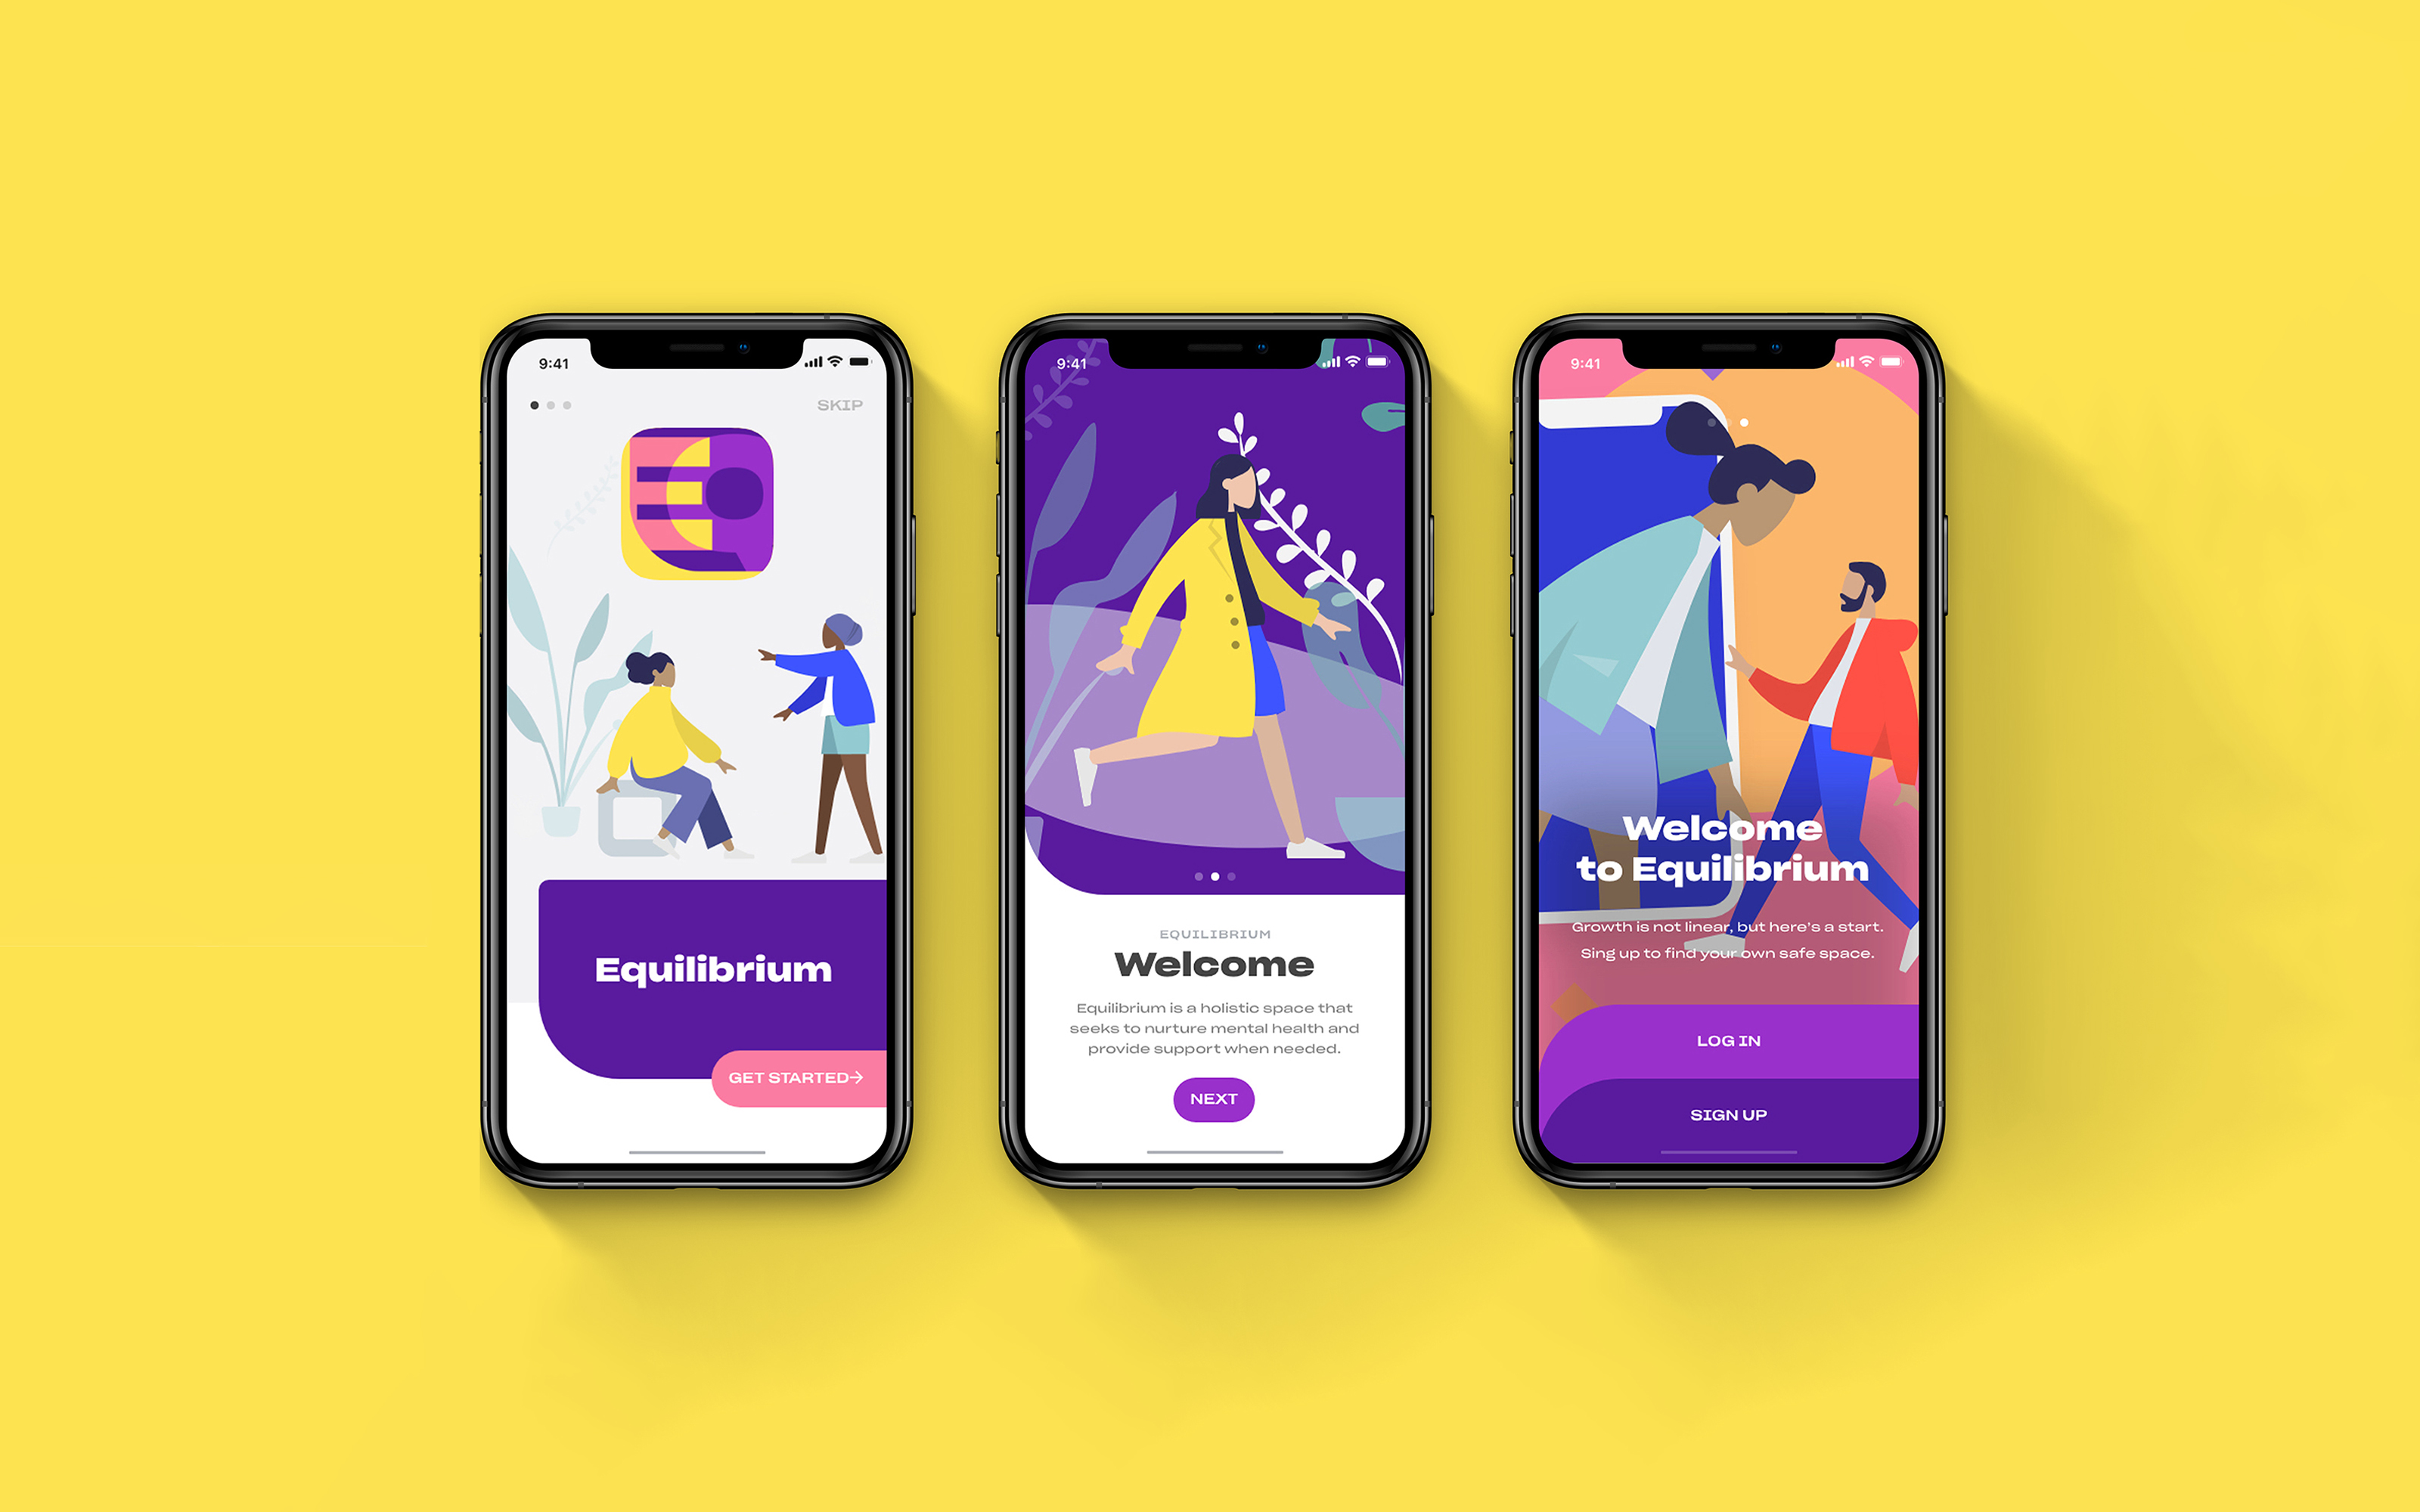 9:41
SKIP
EQ
Equilibrium
GET STARTED→
9:41
EQUILIBRIUM
Welcome
Equilibrium is a holistic space that
seeks to nurture mental health and
provide support when needed.
NEXT
9:41
Welcome
to Equilibrium
Growth is not linear, but here's a start.
Sing up to find your own safe space.
LOG IN
SIGN UP